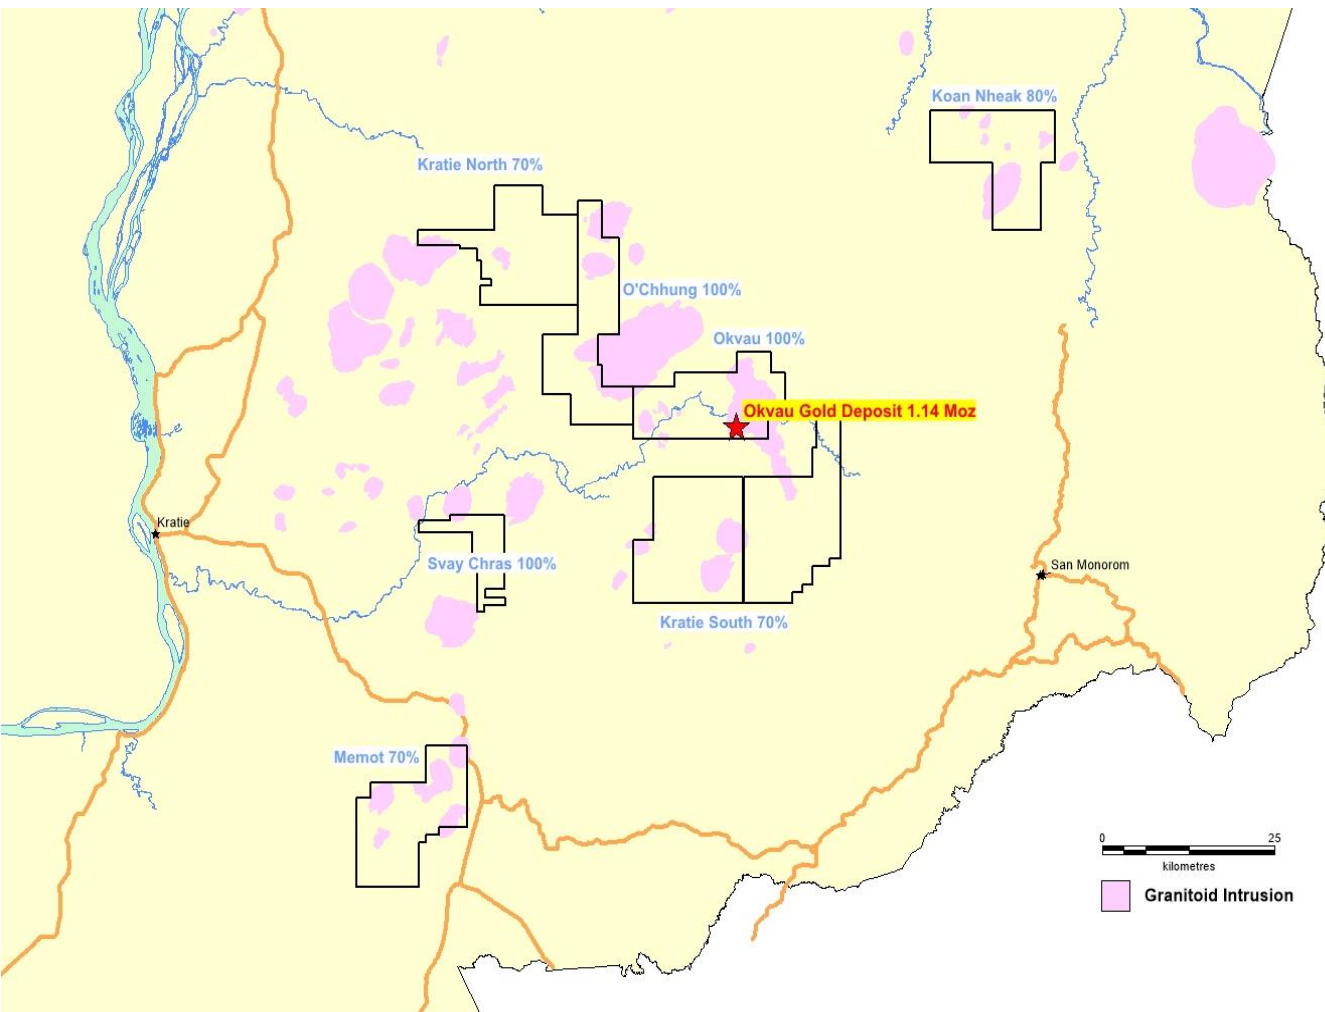 Koan Nheak 80%
Kratie North 70%
O'Chhung 100%
Okvau 100%
Okvau Gold Deposit 1.14 Moz
Kratie
Svay Chras 100%
San Monorom
Kratie South 70%
Memot 70%
0 25
kilometres
Granitoid Intrusion